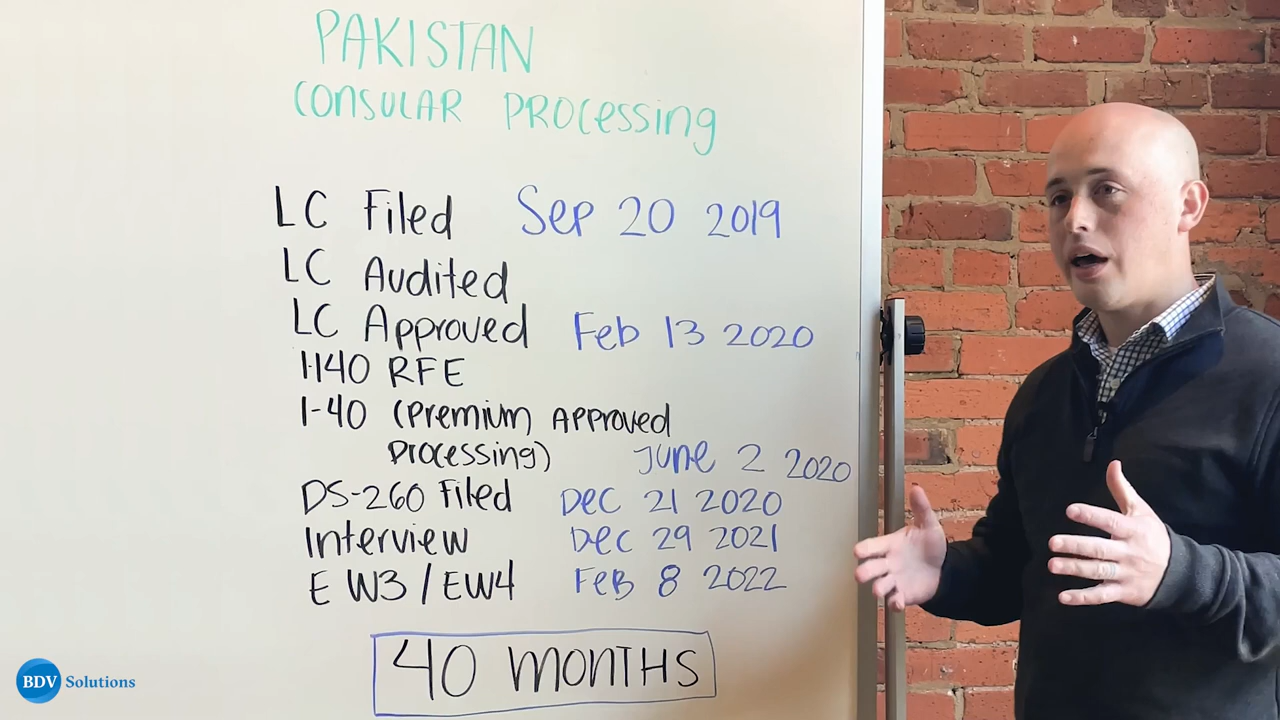 PAKISTAN
CONSULAR PROCESSING
LC Filed Sep 20 2019
LC Audited
LC Approved Feb 13 2020
I-140 RFE
I-40 (Premium Approved
Processing) June 2 2020
DS-260 Filed Dec 21 2020
Interview Dec 29 2021
EW3/EW4 Feb 8 2022
40 MONTHS
BDV Solutions